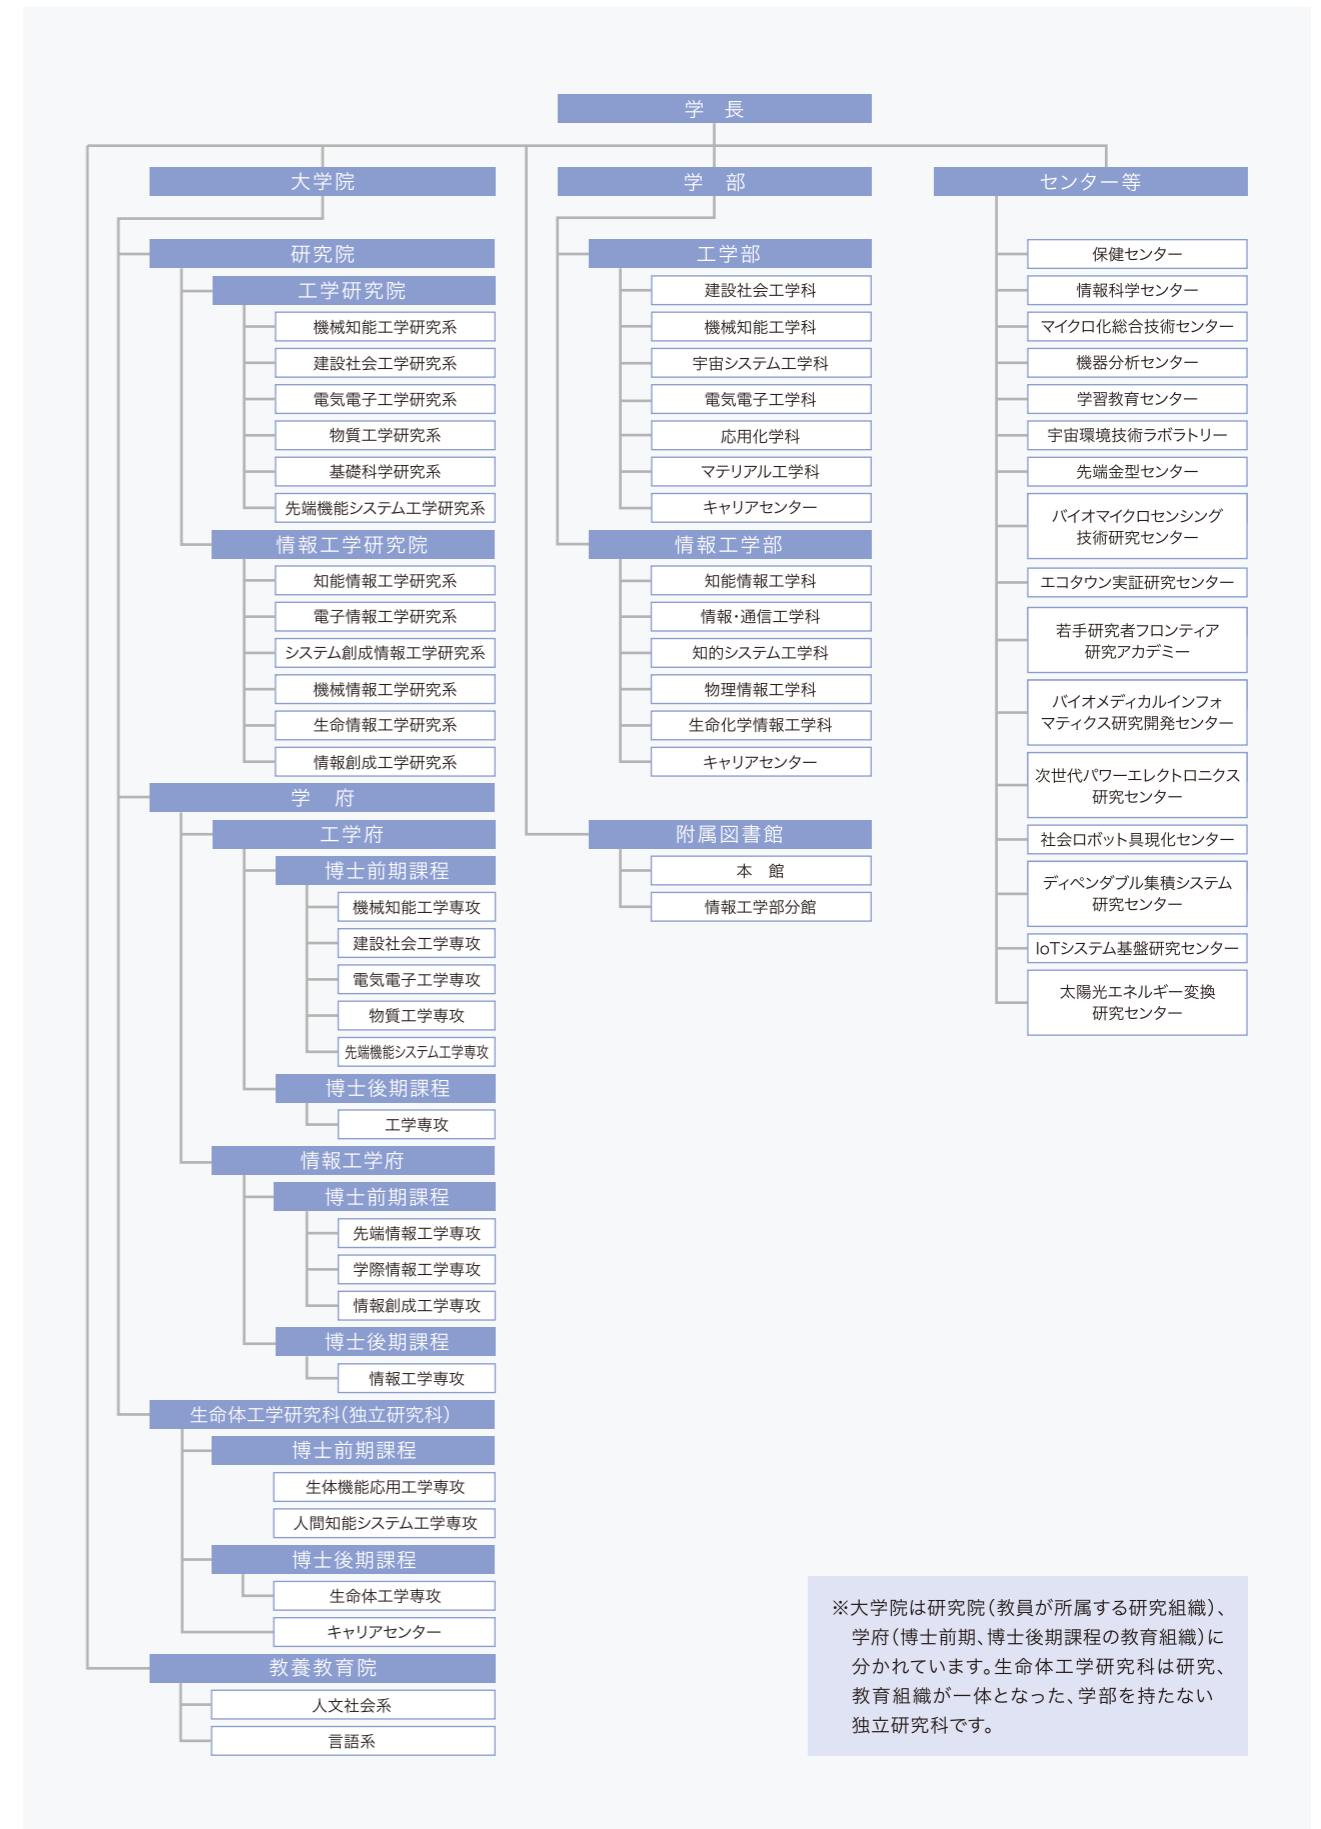 学　長
大学院
研究院
工学研究院
機械知能工学研究系
建設社会工学研究系
電気電子工学研究系
物質工学研究系
基礎科学研究系
先端機能システム工学研究系
情報工学研究院
知能情報工学研究系
電子情報工学研究系
システム創成情報工学研究系
機械情報工学研究系
生命情報工学研究系
情報創成工学研究系
学　府
工学府
博士前期課程
機械知能工学専攻
建設社会工学専攻
電気電子工学専攻
物質工学専攻
先端機能システム工学専攻
博士後期課程
工学専攻
情報工学府
博士前期課程
先端情報工学専攻
学際情報工学専攻
情報創成工学専攻
博士後期課程
情報工学専攻
生命体工学研究科(独立研究科)
博士前期課程
生体機能応用工学専攻
人間知能システム工学専攻
博士後期課程
生命体工学専攻
キャリアセンター
教養教育院
人文社会系
言語系
学　部
工学部
建設社会工学科
機械知能工学科
宇宙システム工学科
電気電子工学科
応用化学科
マテリアル工学科
キャリアセンター
情報工学部
知能情報工学科
情報・通信工学科
知的システム工学科
物理情報工学科
生命化学情報工学科
キャリアセンター
附属図書館
本　館
情報工学部分館
センター等
保健センター
情報科学センター
マイクロ化総合技術センター
機器分析センター
学習教育センター
宇宙環境技術ラボラトリー
先端金型センター
バイオマイクロセンシング
技術研究センター
エコタウン実証研究センター
若手研究者フロンティア
研究アカデミー
バイオメディカルインフォ
マティクス研究開発センター
次世代パワーエレクトロニクス
研究センター
社会ロボット具現化センター
ディペンダブル集積システム
研究センター
IoTシステム基盤研究センター
太陽光エネルギー変換
研究センター
※大学院は研究院(教員が所属する研究組織)、
学府(博士前期、博士後期課程の教育組織)に
分かれています。生命体工学研究科は研究、
教育組織が一体となった、学部を持たない
独立研究科です。